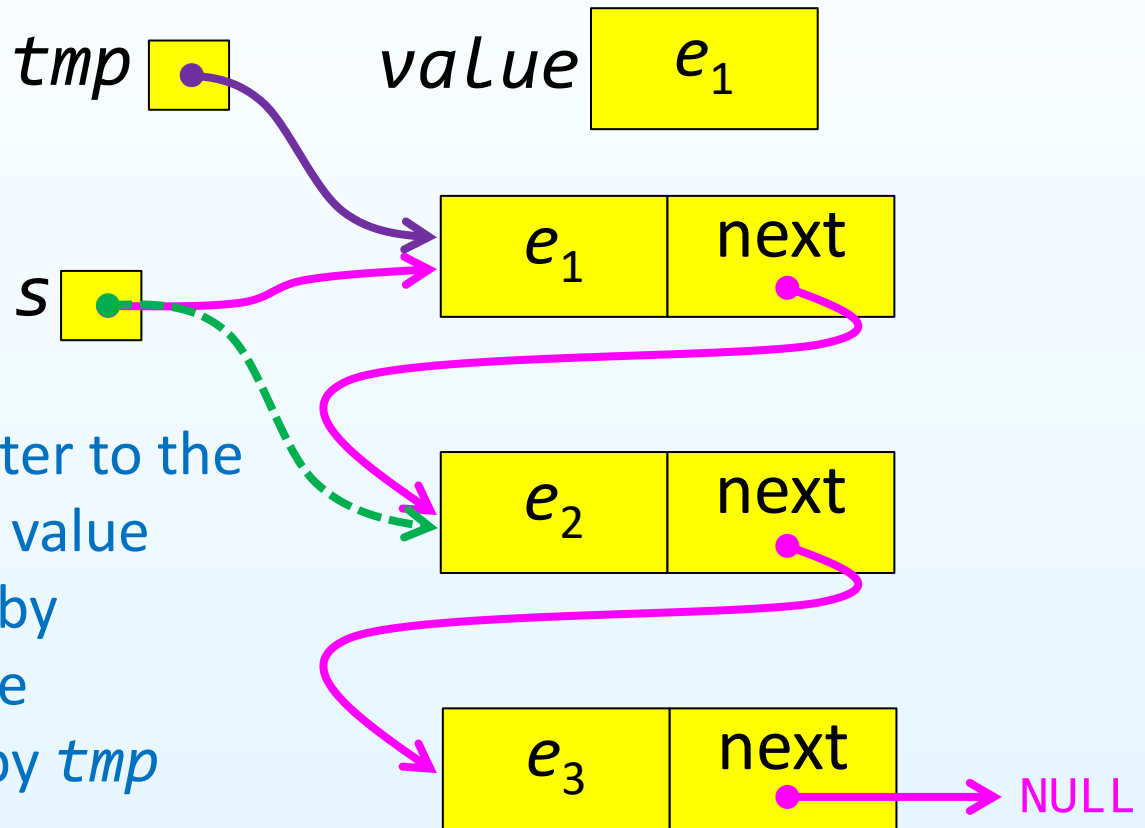 tmp
value
e₁
e₁
next
s
ter to the
value
by
e₂
next
by tmp
e₃
next
NULL